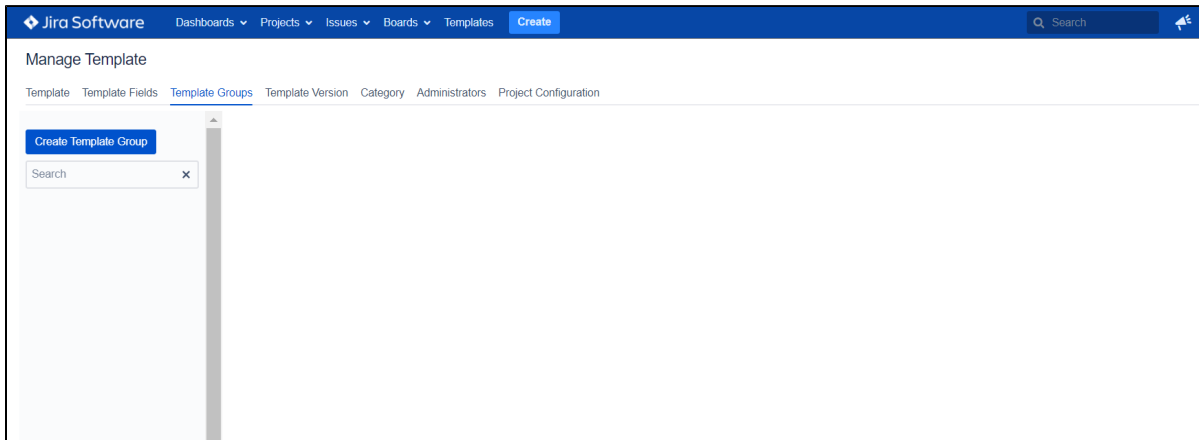 Jira Software Dashboards Projects Issues Boards Templates Create Search
Manage Template
Template Template Fields Template Groups Template Version Category Administrators Project Configuration
Create Template Group
Search